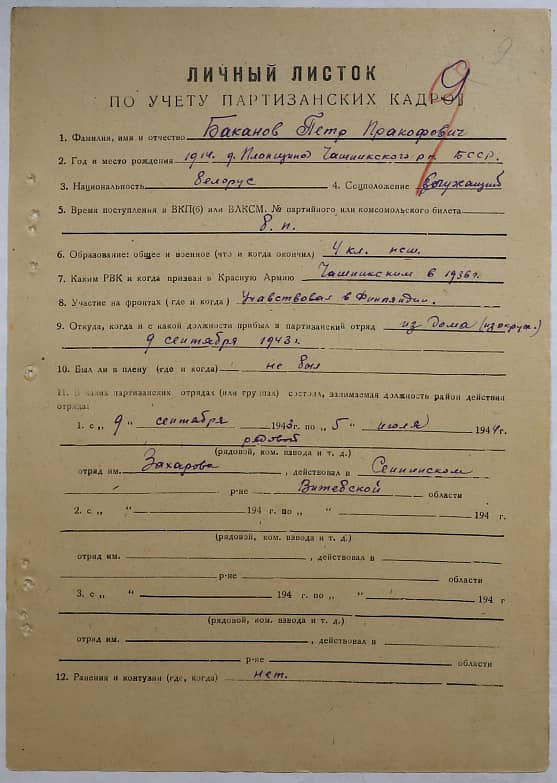 9
9
ЛИЧНЫЙ ЛИСТОК
ПО УЧЕТУ ПАРТИЗАНСКИХ КАДРОВ
1. Фамилия, имя и отчество Баканов Петр Пракофович
2. Год и место рождения 1914. д. Чашникского р-н. БССР.
3. Национальность белорус 4. Соцположение служащий
5. Время поступления в ВКП(б) или ВЛКСМ, № партийного или комсомольского билета
б. п.
6. Образование: общее и военное (что и когда окончил) 4 кл. нсш.
7. Каким РВК и когда призван в Красную Армию Чашникским в 1936 г.
8. Участие на фронтах (где и когда) Учавствовал в Финляндии.
9. Откуда, когда и с какой должности прибыл в партизанский отряд из дома
9 сентября 1943 г.
10. Был ли в плену (где и когда) не был
11. В каких партизанских отрядах (или группах) состоял, занимаемая должность район действия
отряда:
1. с „ 9 " сентября 1943 г. по „ 5 " июля 1944 г.
рядовой
(рядовой, ком. взвода и т. д.)
отряд им. Захарова , действовал в Сеннинском
р-не Витебской области
2. с „ " 194 г. по „ " 194 г.
(рядовой, ком. взвода и т. д.)
отряд им. , действовал в
р-не области
3. с „ " 194 г. по „ " 194 г
(рядовой, ком. взвода и т. д.)
отряд им. , действовал в
р-не области
12. Ранения и контузии (где, когда) нет.